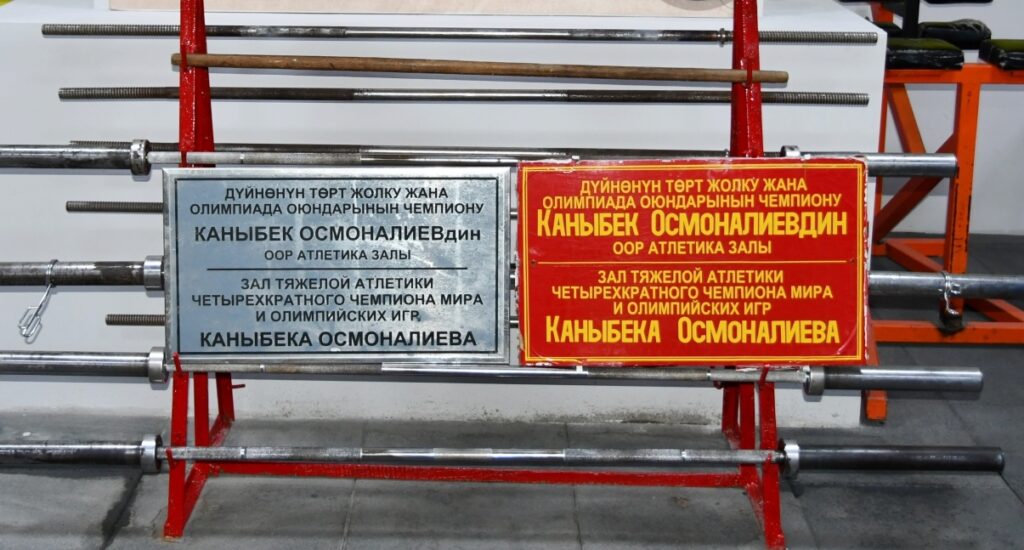 ДҮЙНӨНҮН ТӨРТ ЖОЛКУ ЖАНА
ОЛИМПИАДА ОЮНДАРЫНЫН ЧЕМПИОНУ
КАНЫБЕК ОСМОНАЛИЕВдин
ООР АТЛЕТИКА ЗАЛЫ
ЗАЛ ТЯЖЕЛОЙ АТЛЕТИКИ
ЧЕТЫРЕХКРАТНОГО ЧЕМПИОНА МИРА
И ОЛИМПИЙСКИХ ИГР
КАНЫБЕКА ОСМОНАЛИЕВА
ДҮЙНӨНҮН ТӨРТ ЖОЛКУ ЖАНА
ОЛИМПИАДА ОЮНДАРЫНЫН ЧЕМПИОНУ
КАНЫБЕК ОСМОНАЛИЕВДИН
ООР АТЛЕТИКА ЗАЛЫ
ЗАЛ ТЯЖЕЛОЙ АТЛЕТИКИ
ЧЕТЫРЕХКРАТНОГО ЧЕМПИОНА МИРА
И ОЛИМПИЙСКИХ ИГР
КАНЫБЕКА ОСМОНАЛИЕВА